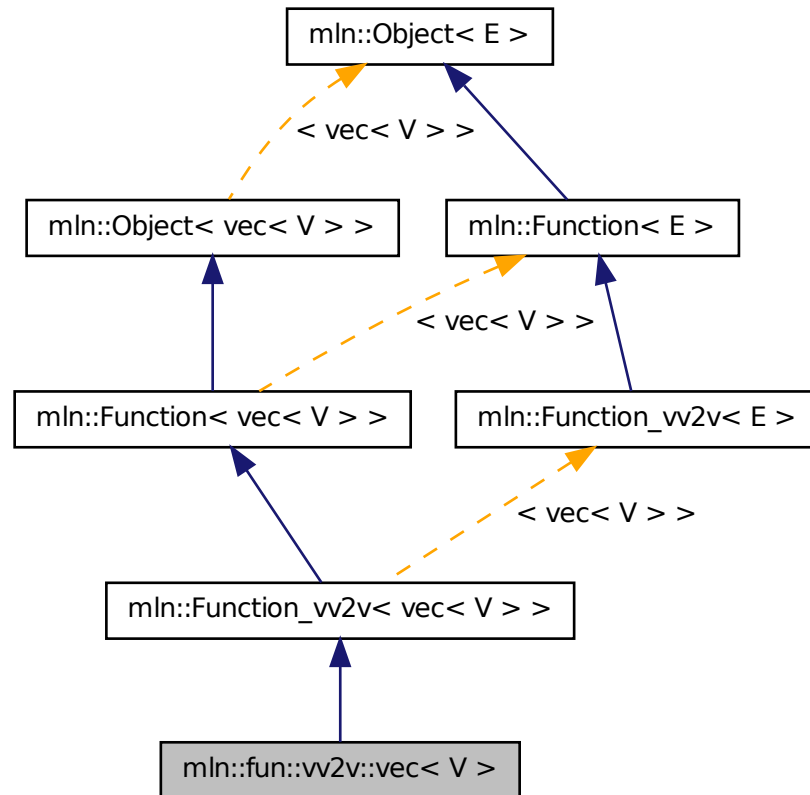 mln::Object< E >
< vec< V > >
mln::Object< vec< V > >
mln::Function< E >
< vec< V > >
mln::Function< vec< V > >
mln::Function_vv2v< E >
< vec< V > >
mln::Function_vv2v< vec< V > >
mln::fun::vv2v::vec< V >